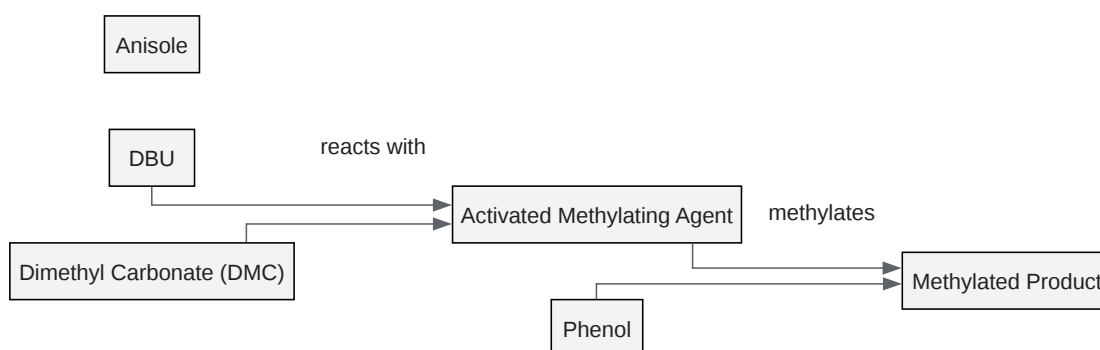 Anisole
DBU
reacts with
Activated Methylating Agent
methylates
Dimethyl Carbonate (DMC)
Methylated Product
Phenol